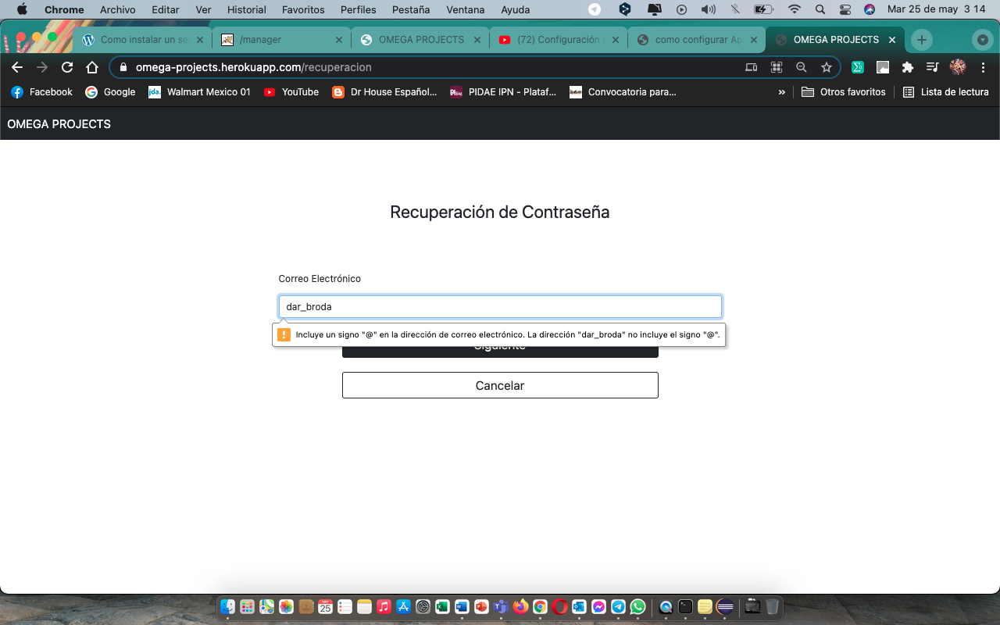 Chrome Archivo Editar Ver Historial Favoritos Perfiles Pestaña Ventana Ayuda Mar 25 de may 3 14
Como instalar un se /manager OMEGA PROJECTS (72) Configuración como configurar Ap OMEGA PROJECTS
omega-projects.herokuapp.com/recuperacion
Facebook Google jda. Walmart Mexico 01 YouTube Dr House Español... PIDAE IPN - Plataf... Convocatoria para... » Otros favoritos Lista de lectura
OMEGA PROJECTS
Recuperación de Contraseña
Correo Electrónico
dar_broda
Incluye un signo "@" en la dirección de correo electrónico. La dirección "dar_broda" no incluye el signo "@".
Siguiente
Cancelar
25